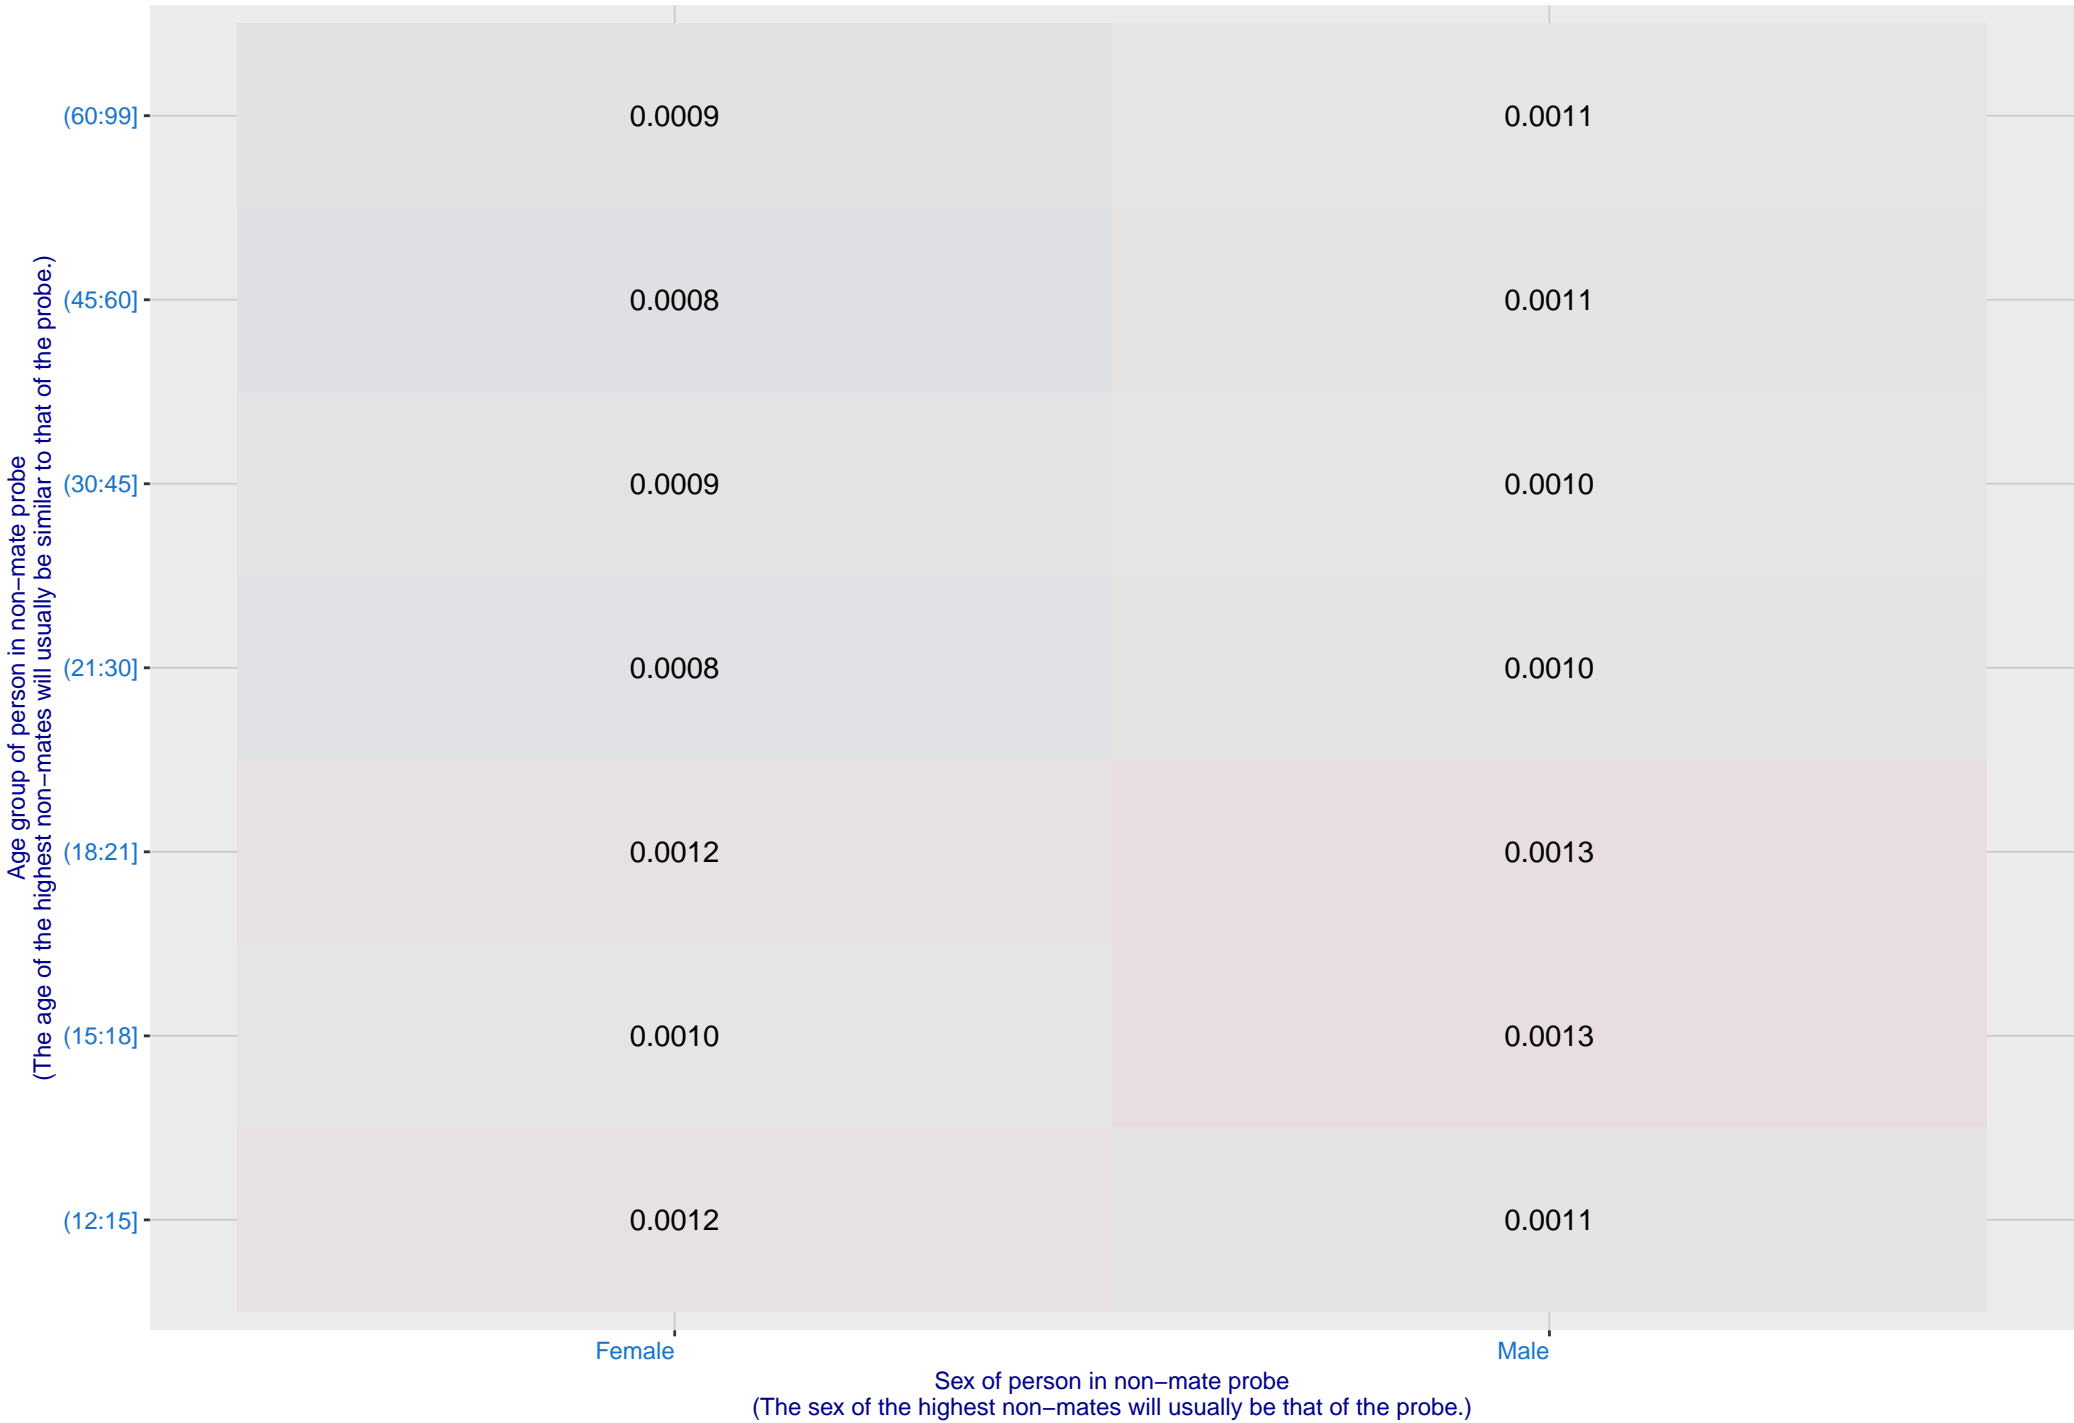 Age group of person in non−mate probe
(The age of the highest non−mates will usually be similar to that of the probe.)
(60:99] 0.0009 0.0011
(45:60] 0.0008 0.0011
(30:45] 0.0009 0.0010
(21:30] 0.0008 0.0010
(18:21] 0.0012 0.0013
(15:18] 0.0010 0.0013
(12:15] 0.0012 0.0011
Female Male
Sex of person in non−mate probe
(The sex of the highest non−mates will usually be that of the probe.)